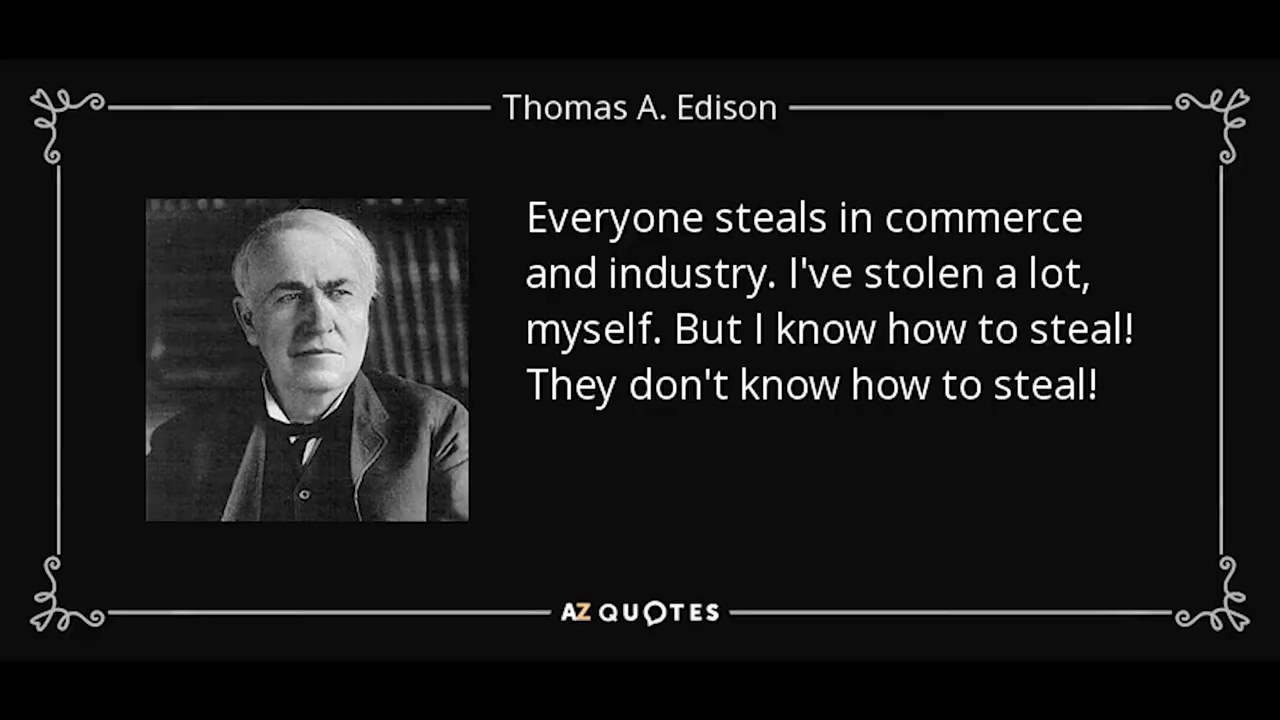 Thomas A. Edison
Everyone steals in commerce
and industry. I've stolen a lot,
myself. But I know how to steal!
They don't know how to steal!
AZ QUOTES